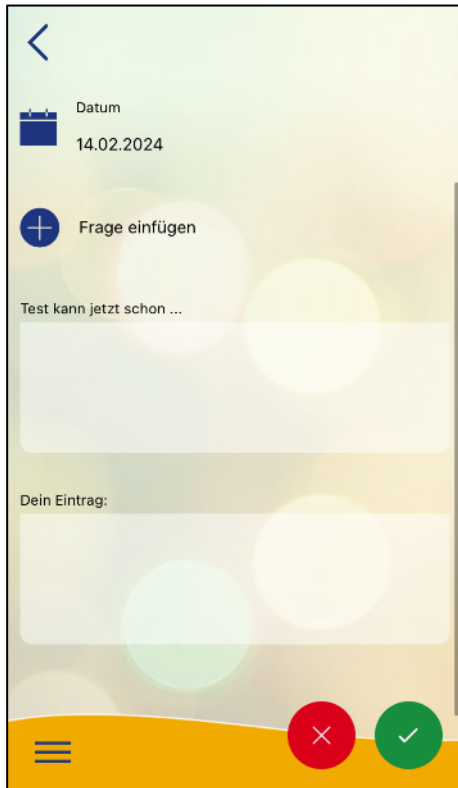 Datum
14.02.2024
Frage einfügen
Test kann jetzt schon ...
Dein Eintrag: